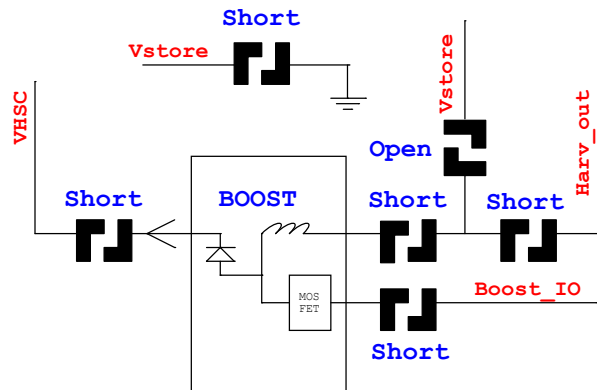 Short
Vstore
VHSC
Vstore
Open
Harv_out
Short
BOOST
Short
Short
MOS
FET
Boost_IO
Short